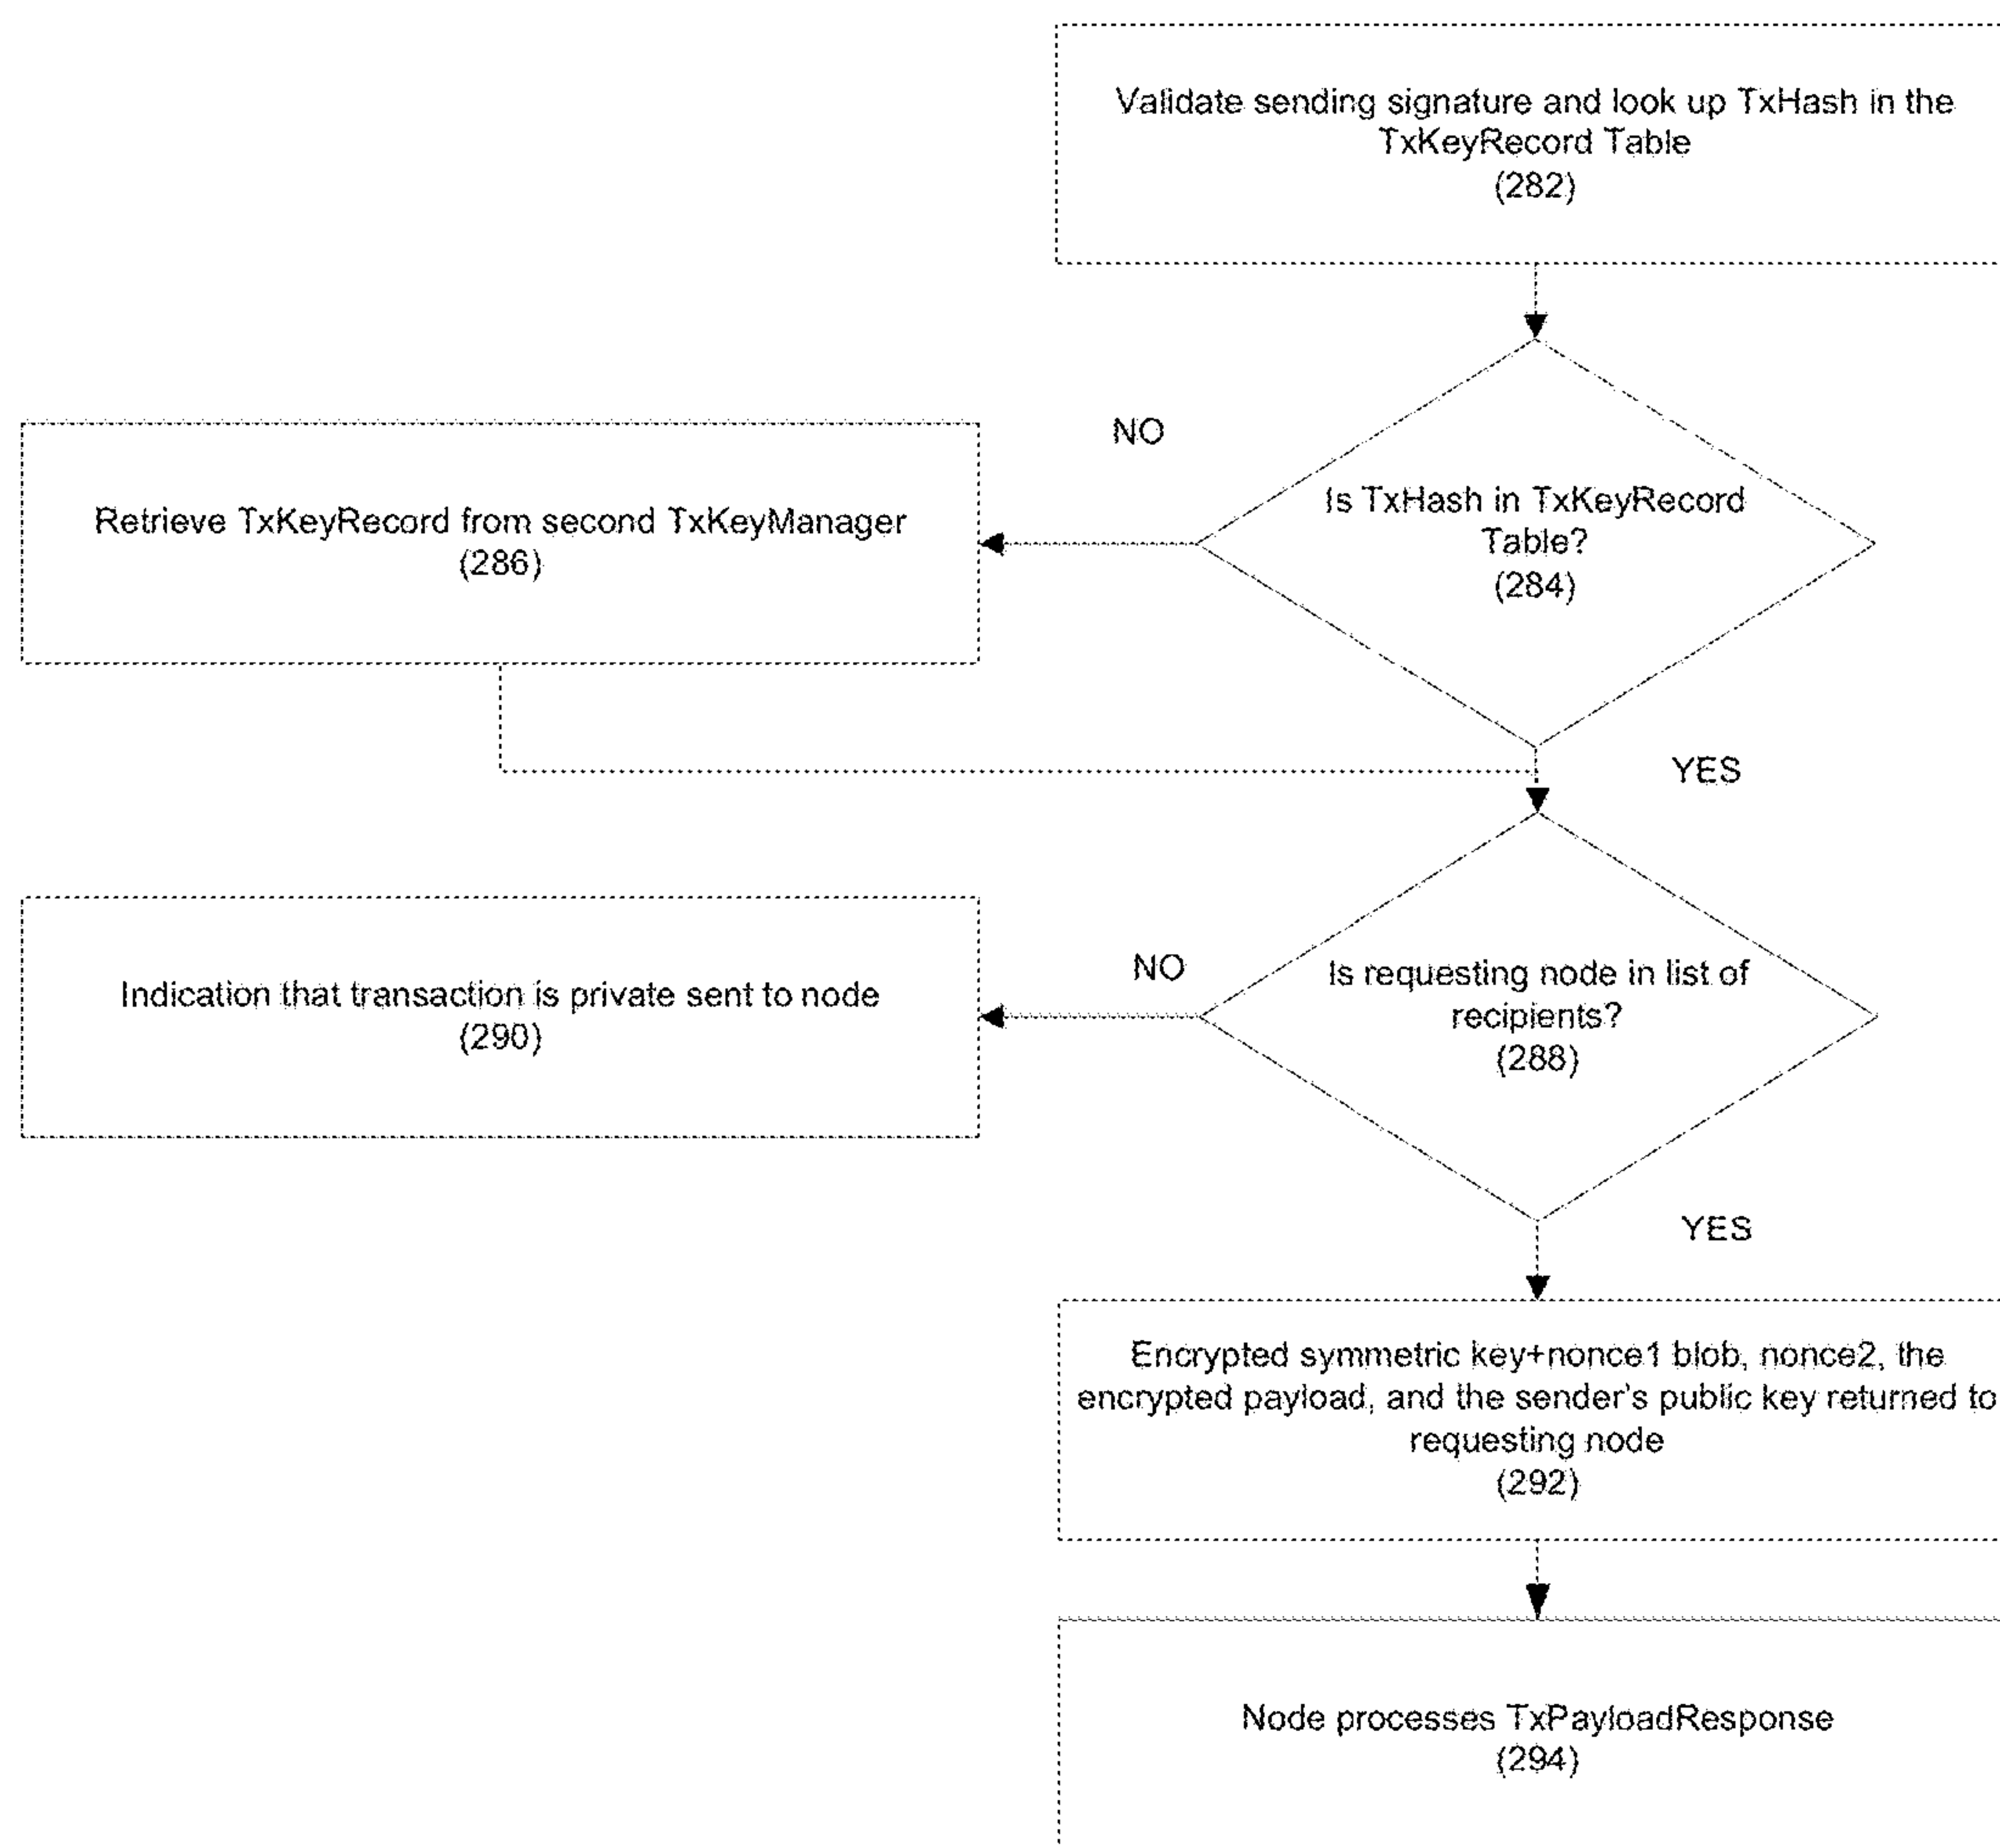 Validate sending signature and look up TxHash in the
TxKeyRecord Table
(282)
NO
Is TxHash in TxKeyRecord
Table?
(284)
Retrieve TxKeyRecord from second TxKeyManager
(286)
YES
NO
Is requesting node in list of
recipients?
(288)
Indication that transaction is private sent to node
(290)
YES
Encrypted symmetric key+nonce1 blob, nonce2, the
encrypted payload, and the sender's public key returned to
requesting node
(292)
Node processes TxPayloadResponse
(294)